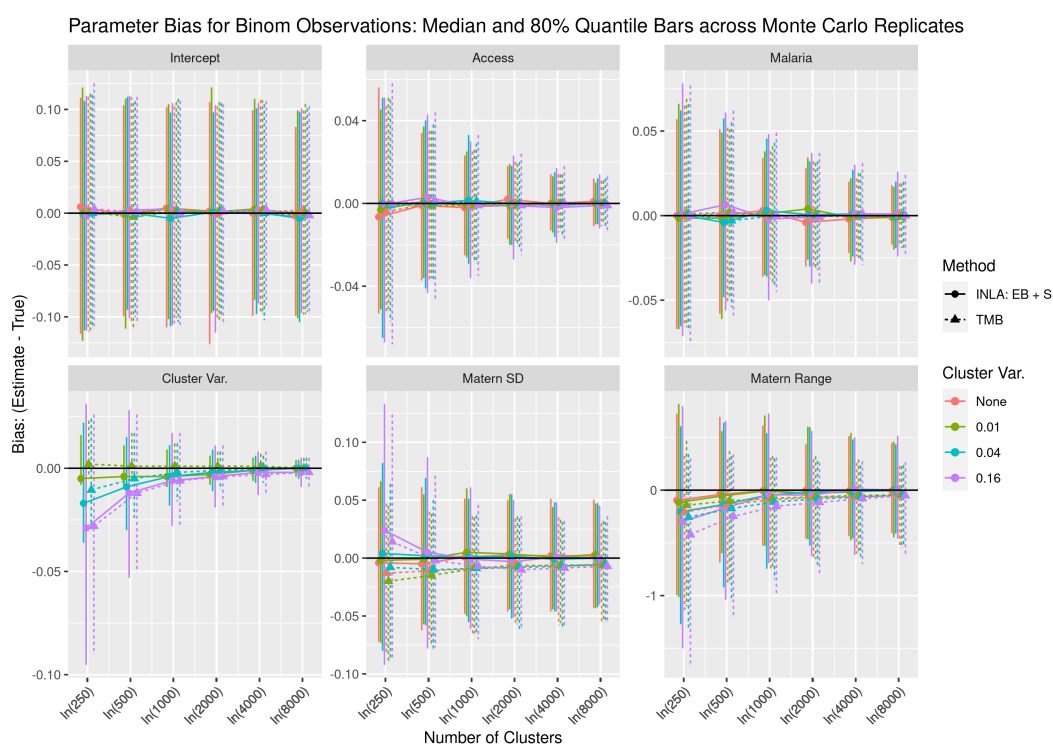 Parameter Bias for Binom Observations: Median and 80% Quantile Bars across Monte Carlo Replicates
Intercept
Access
Malaria
0.10
0.05
0.00
-0.05
-0.10
0.04
0.00
-0.04
0.05
0.00
-0.05
Cluster Var.
Matern SD
Matern Range
0.00
-0.05
-0.10
0.10
0.05
0.00
-0.05
-0.10
0
-1
ln(250)
ln(500)
ln(1000)
ln(2000)
ln(4000)
ln(8000)
ln(250)
ln(500)
ln(1000)
ln(2000)
ln(4000)
ln(8000)
ln(250)
ln(500)
ln(1000)
ln(2000)
ln(4000)
ln(8000)
Number of Clusters
Bias: (Estimate - True)
Method
INLA: EB + S
TMB
Cluster Var.
None
0.01
0.04
0.16